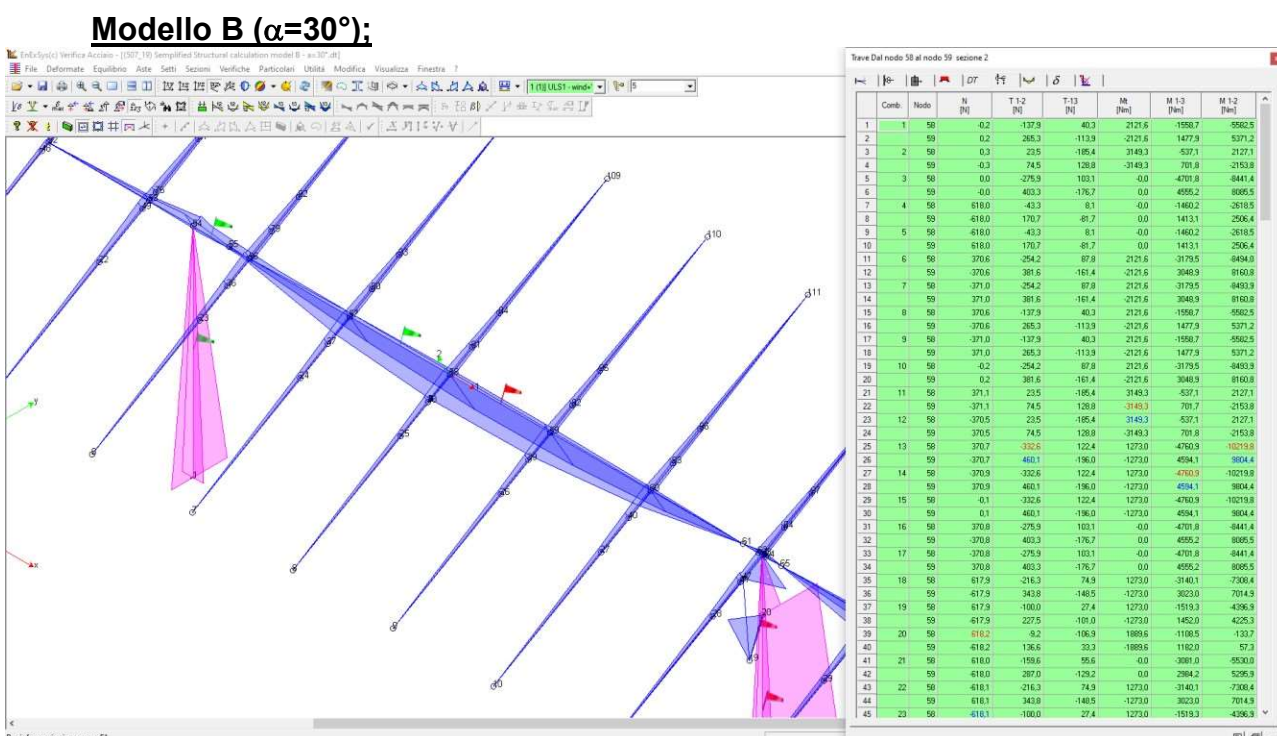 Modello B (α=30°);
EnExSys(c) Verifica Acciaio - [(507_19) Semplified Structural calculation model B - a=30°.dt]
File Deformate Equilibrio Aste Setti Sezioni Verifiche Particolari Utilità Modifica Visualizza Finestra ?
1 (1)| ULS1 - wind+
5
109
110
111
y
x
2
1
7
8
9
10
61
20
19
Trave Dal nodo 58 al nodo 59 sezione 2
Comb. Nodo N [N] T 1-2 [N] T-13 [N] Mt [Nm] M 1-3 [Nm] M 1-2 [Nm]
1 1 58 -0,2 -137,9 40,3 2121,6 -1558,7 -5582,5
2 59 0,2 265,3 -113,9 -2121,6 1477,9 5371,2
3 2 58 0,3 23,5 -185,4 3149,3 -537,1 2127,1
4 59 -0,3 74,5 128,8 -3149,3 701,8 -2153,8
5 3 58 0,0 -275,9 103,1 -0,0 -4701,8 -8441,4
6 59 -0,0 403,3 -176,7 0,0 4555,2 8085,5
7 4 58 618,0 -43,3 8,1 -0,0 -1460,2 -2618,5
8 59 -618,0 170,7 -81,7 0,0 1413,1 2506,4
9 5 58 -618,0 -43,3 8,1 -0,0 -1460,2 -2618,5
10 59 618,0 170,7 -81,7 0,0 1413,1 2506,4
11 6 58 370,6 -254,2 87,8 2121,6 -3179,5 -8494,0
12 59 -370,6 381,6 -161,4 -2121,6 3048,9 8160,8
13 7 58 -371,0 -254,2 87,8 2121,6 -3179,5 -8493,9
14 59 371,0 381,6 -161,4 -2121,6 3048,9 8160,8
15 8 58 370,6 -137,9 40,3 2121,6 -1558,7 -5582,5
16 59 -370,6 265,3 -113,9 -2121,6 1477,9 5371,2
17 9 58 -371,0 -137,9 40,3 2121,6 -1558,7 -5582,5
18 59 371,0 265,3 -113,9 -2121,6 1477,9 5371,2
19 10 58 -0,2 -254,2 87,8 2121,6 -3179,5 -8493,9
20 59 0,2 381,6 -161,4 -2121,6 3048,9 8160,8
21 11 58 371,1 23,5 -185,4 3149,3 -537,1 2127,1
22 59 -371,1 74,5 128,8 -3149,3 701,7 -2153,8
23 12 58 -370,5 23,5 -185,4 3149,3 -537,1 2127,1
24 59 370,5 74,5 128,8 -3149,3 701,8 -2153,8
25 13 58 370,7 -332,6 122,4 1273,0 -4760,9 -10219,8
26 59 -370,7 460,1 -196,0 -1273,0 4594,1 9804,4
27 14 58 -370,9 -332,6 122,4 1273,0 -4760,9 -10219,8
28 59 370,9 460,1 -196,0 -1273,0 4594,1 9804,4
29 15 58 -0,1 -332,6 122,4 1273,0 -4760,9 -10219,8
30 59 0,1 460,1 -196,0 -1273,0 4594,1 9804,4
31 16 58 370,8 -275,9 103,1 -0,0 -4701,8 -8441,4
32 59 -370,8 403,3 -176,7 0,0 4555,2 8085,5
33 17 58 -370,8 -275,9 103,1 -0,0 -4701,8 -8441,4
34 59 370,8 403,3 -176,7 0,0 4555,2 8085,5
35 18 58 617,9 -216,3 74,9 1273,0 -3140,1 -7308,4
36 59 -617,9 343,8 -148,5 -1273,0 3023,0 7014,9
37 19 58 617,9 -100,0 27,4 1273,0 -1519,3 -4396,9
38 59 -617,9 227,5 -101,0 -1273,0 1452,0 4225,3
39 20 58 618,2 -9,2 -106,9 1889,6 -1108,5 -133,7
40 59 -618,2 136,6 33,3 -1889,6 1182,0 57,3
41 21 58 618,0 -159,6 55,6 -0,0 -3081,0 -5530,0
42 59 -618,0 287,0 -129,2 0,0 2984,2 5295,9
43 22 58 -618,1 -216,3 74,9 1273,0 -3140,1 -7308,4
44 59 618,1 343,8 -148,5 -1273,0 3023,0 7014,9
45 23 58 -618,1 -100,0 27,4 1273,0 -1519,3 -4396,9